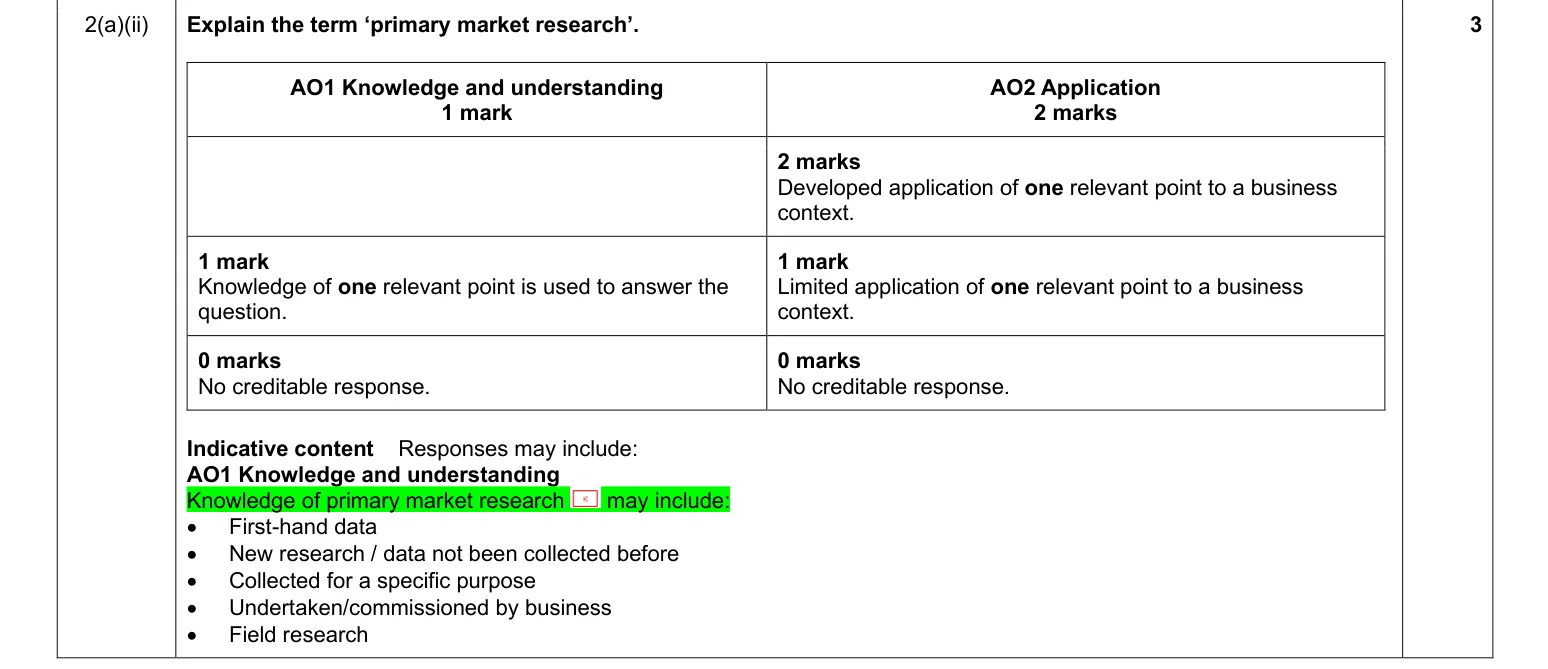 2(a)(ii) Explain the term ‘primary market research’. 3
AO1 Knowledge and understanding
1 mark
AO2 Application
2 marks
2 marks
Developed application of one relevant point to a business
context.
1 mark
Knowledge of one relevant point is used to answer the
question.
1 mark
Limited application of one relevant point to a business
context.
0 marks
No creditable response.
0 marks
No creditable response.
Indicative content Responses may include:
AO1 Knowledge and understanding
Knowledge of primary market research K may include:
• First-hand data
• New research / data not been collected before
• Collected for a specific purpose
• Undertaken/commissioned by business
• Field research